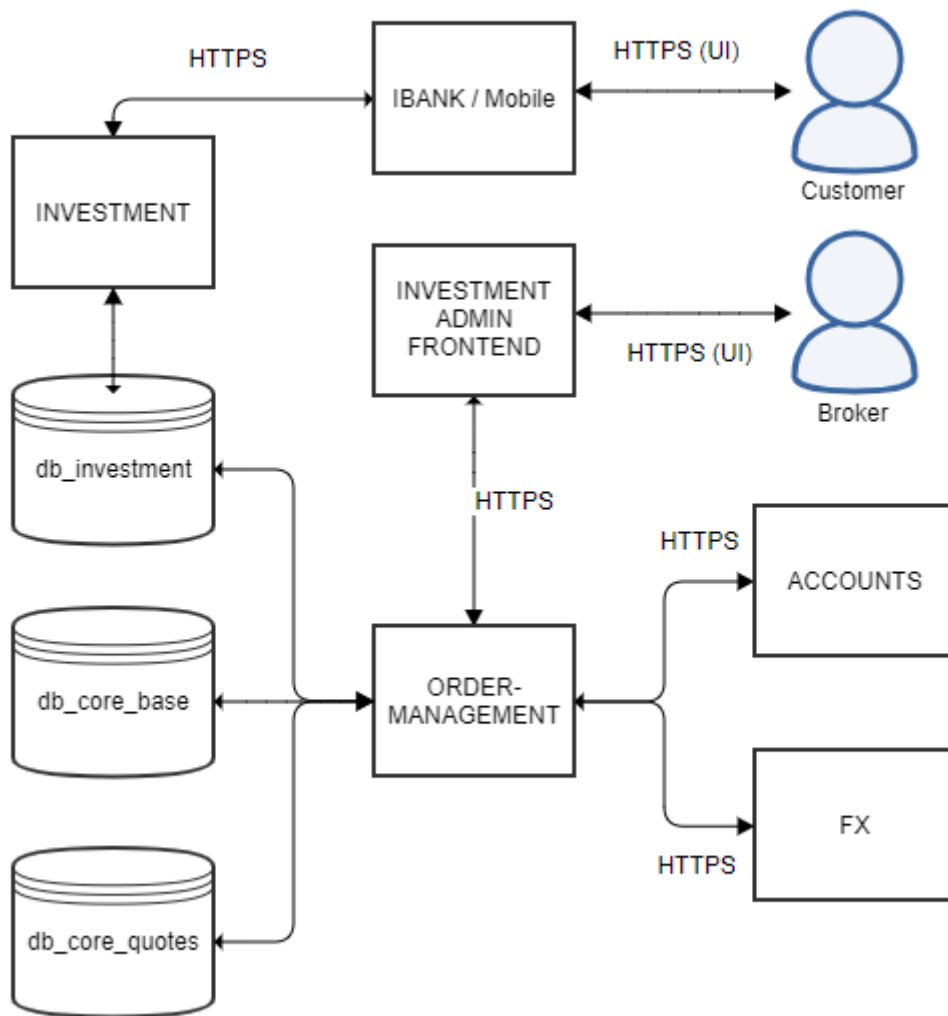 HTTPS
IBANK / Mobile
HTTPS (UI)
Customer
INVESTMENT
INVESTMENT
ADMIN
FRONTEND
HTTPS (UI)
Broker
db_investment
HTTPS
HTTPS
ACCOUNTS
db_core_base
ORDER-
MANAGEMENT
FX
HTTPS
db_core_quotes